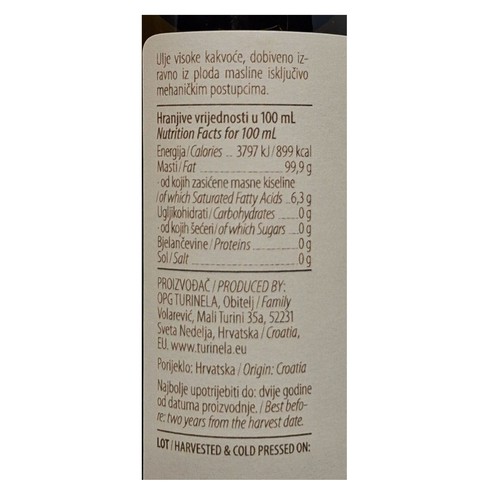 Ulje visoke kakvoće, dobiveno iz-
ravno iz ploda masline isključivo
mehaničkim postupcima.
Hranjive vrijednosti u 100 mL
Nutrition Facts for 100 mL
Energija / Calories ... 3797 kJ / 899 kcal
Masti / Fat ........................ 99,9 g
- od kojih zasićene masne kiseline
/ of which Saturated Fatty Acids .. 6,3 g
Ugljikohidrati / Carbohydrates ...... 0 g
- od kojih šećeri / of which Sugars .. 0 g
Bjelančevine / Proteins ............ 0 g
Sol / Salt ........................ 0 g
PROIZVOĐAČ / PRODUCED BY:
OPG TURINELA, Obitelj / Family
Volarević, Mali Turini 35a, 52231
Sveta Nedelja, Hrvatska / Croatia,
EU. www.turinela.eu
Porijeklo: Hrvatska / Origin: Croatia
Najbolje upotrijebiti do: dvije godine
od datuma proizvodnje. / Best befo-
re: two years from the harvest date.
LOT / HARVESTED & COLD PRESSED ON: